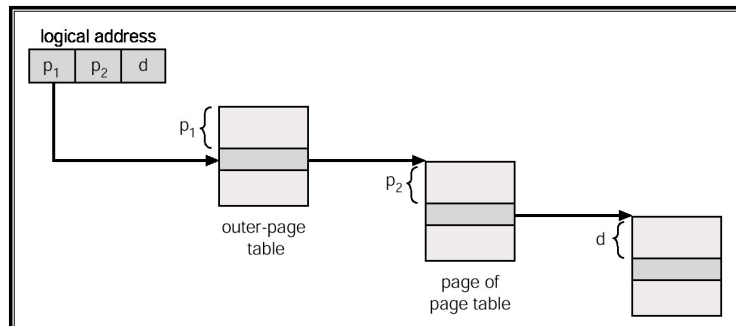 logical address
p1 p2 d
p1
outer-page
table
p2
page of
page table
d